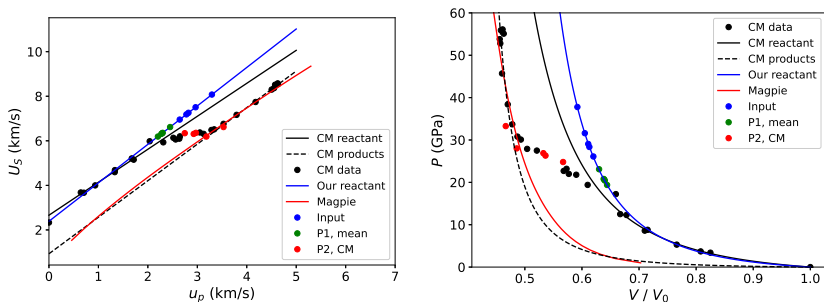 10
8
6
4
2
0
1
2
3
4
5
6
7
U_S (km/s)
u_p (km/s)
CM reactant
CM products
CM data
Our reactant
Magpie
Input
P1, mean
P2, CM
60
50
40
30
20
10
0
0.5
0.6
0.7
0.8
0.9
1.0
P (GPa)
V / V_0
CM data
CM reactant
CM products
Our reactant
Magpie
Input
P1, mean
P2, CM